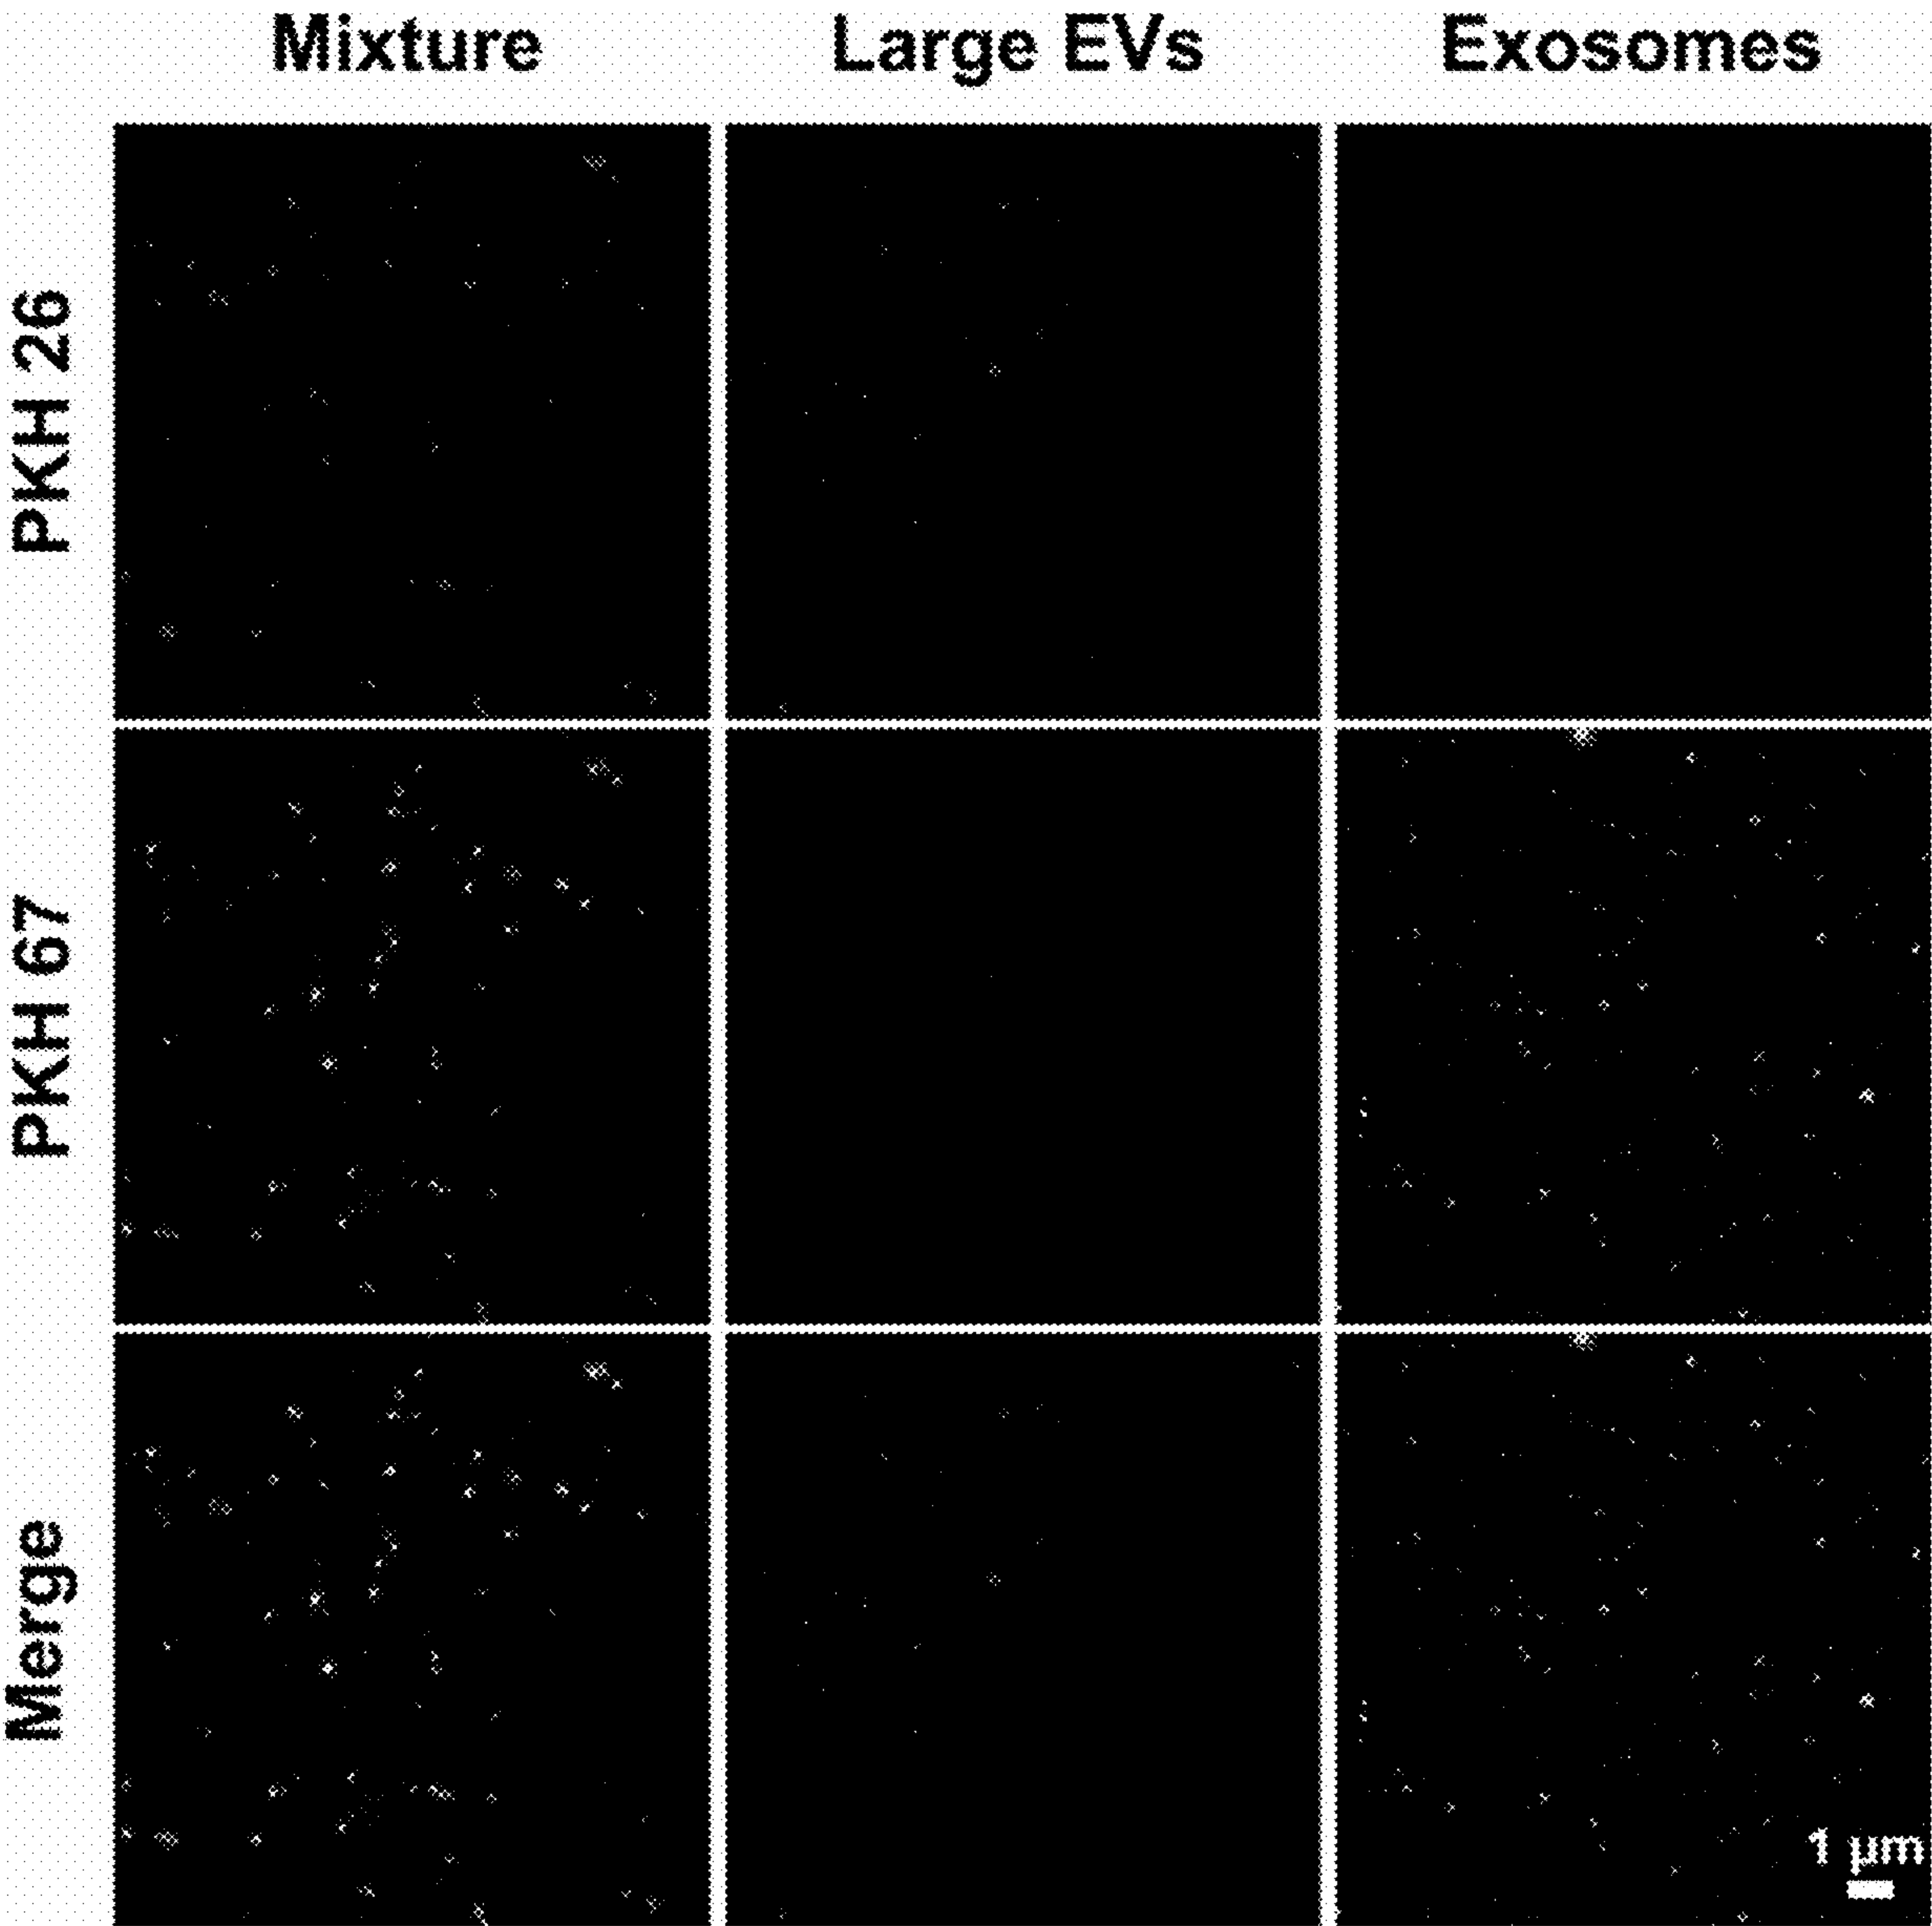 Mixture
Large EVs
Exosomes
PKH 26
PKH 67
Merge
1 µm